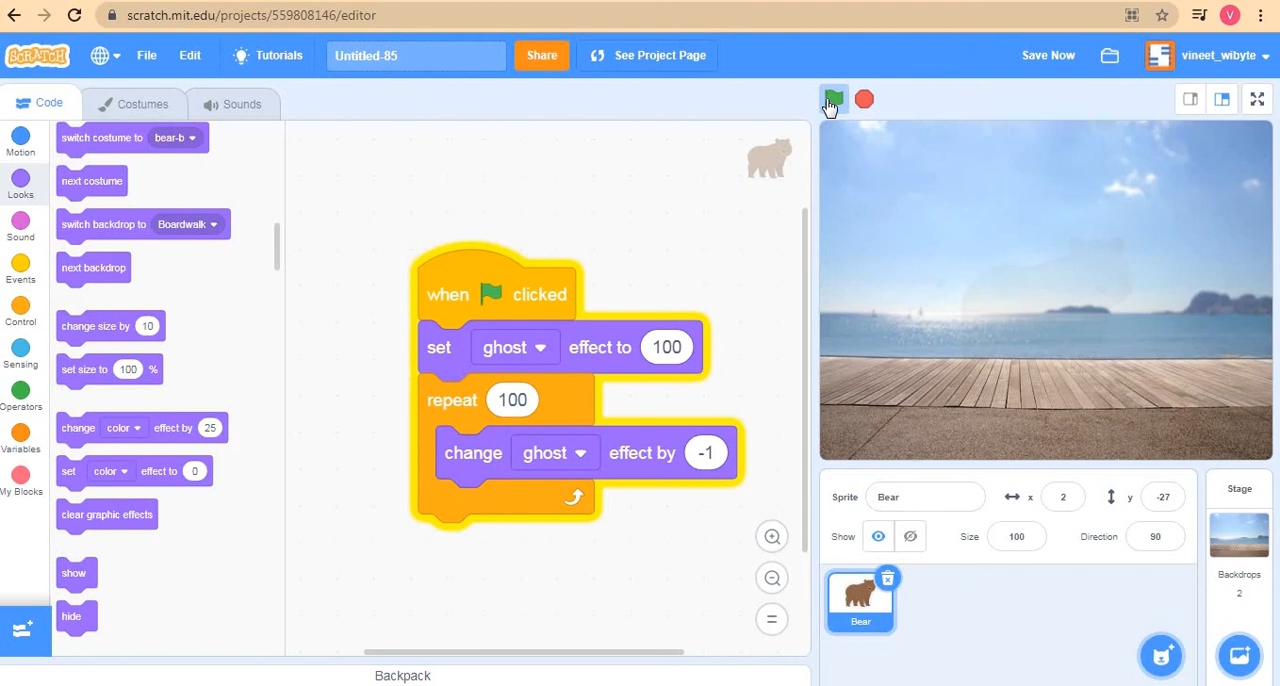 scratch.mit.edu/projects/559808146/editor
V
SCRATCH
File
Edit
Tutorials
Untitled-85
Share
See Project Page
Save Now
vineet_wibyte
Code
Costumes
Sounds
Motion
Looks
Sound
Events
Control
Sensing
Operators
Variables
My Blocks
switch costume to bear-b
next costume
switch backdrop to Boardwalk
next backdrop
change size by 10
set size to 100 %
change color effect by 25
set color effect to 0
clear graphic effects
show
hide
when clicked
set ghost effect to 100
repeat 100
change ghost effect by -1
Backpack
Sprite Bear x 2 y -27
Show Size 100 Direction 90
Bear
Stage
Backdrops
2